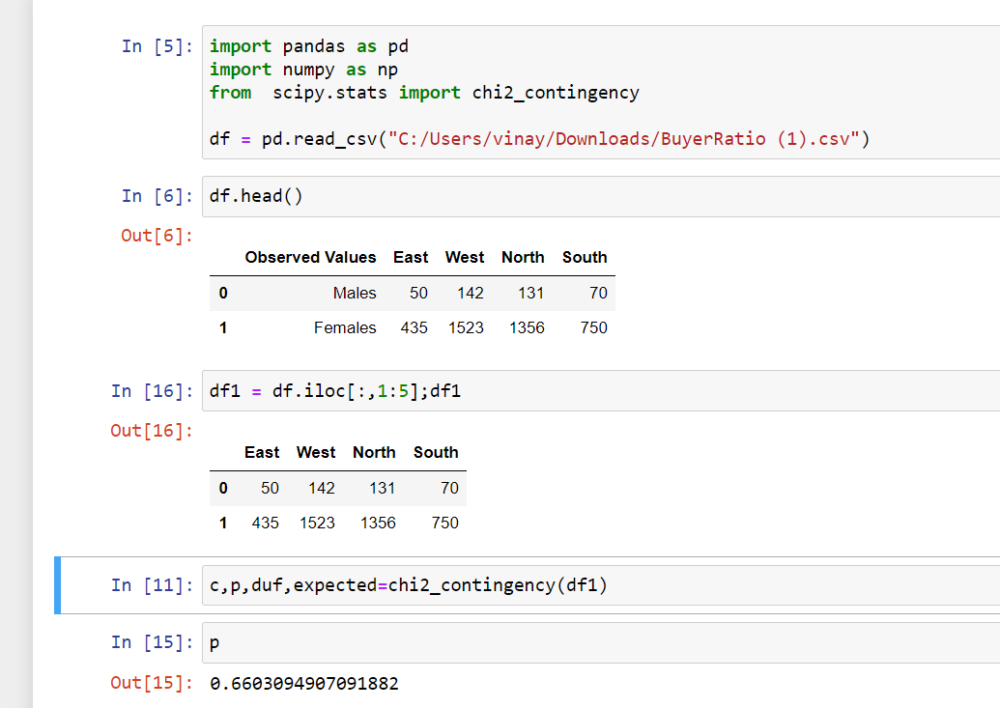 In [5]: import pandas as pd
import numpy as np
from  scipy.stats import chi2_contingency
df = pd.read_csv("C:/Users/vinay/Downloads/BuyerRatio (1).csv")
In [6]: df.head()
Out[6]:
Observed Values East West North South
0 Males 50 142 131 70
1 Females 435 1523 1356 750
In [16]: df1 = df.iloc[:,1:5];df1
Out[16]:
East West North South
0 50 142 131 70
1 435 1523 1356 750
In [11]: c,p,duf,expected=chi2_contingency(df1)
In [15]: p
Out[15]: 0.6603094907091882